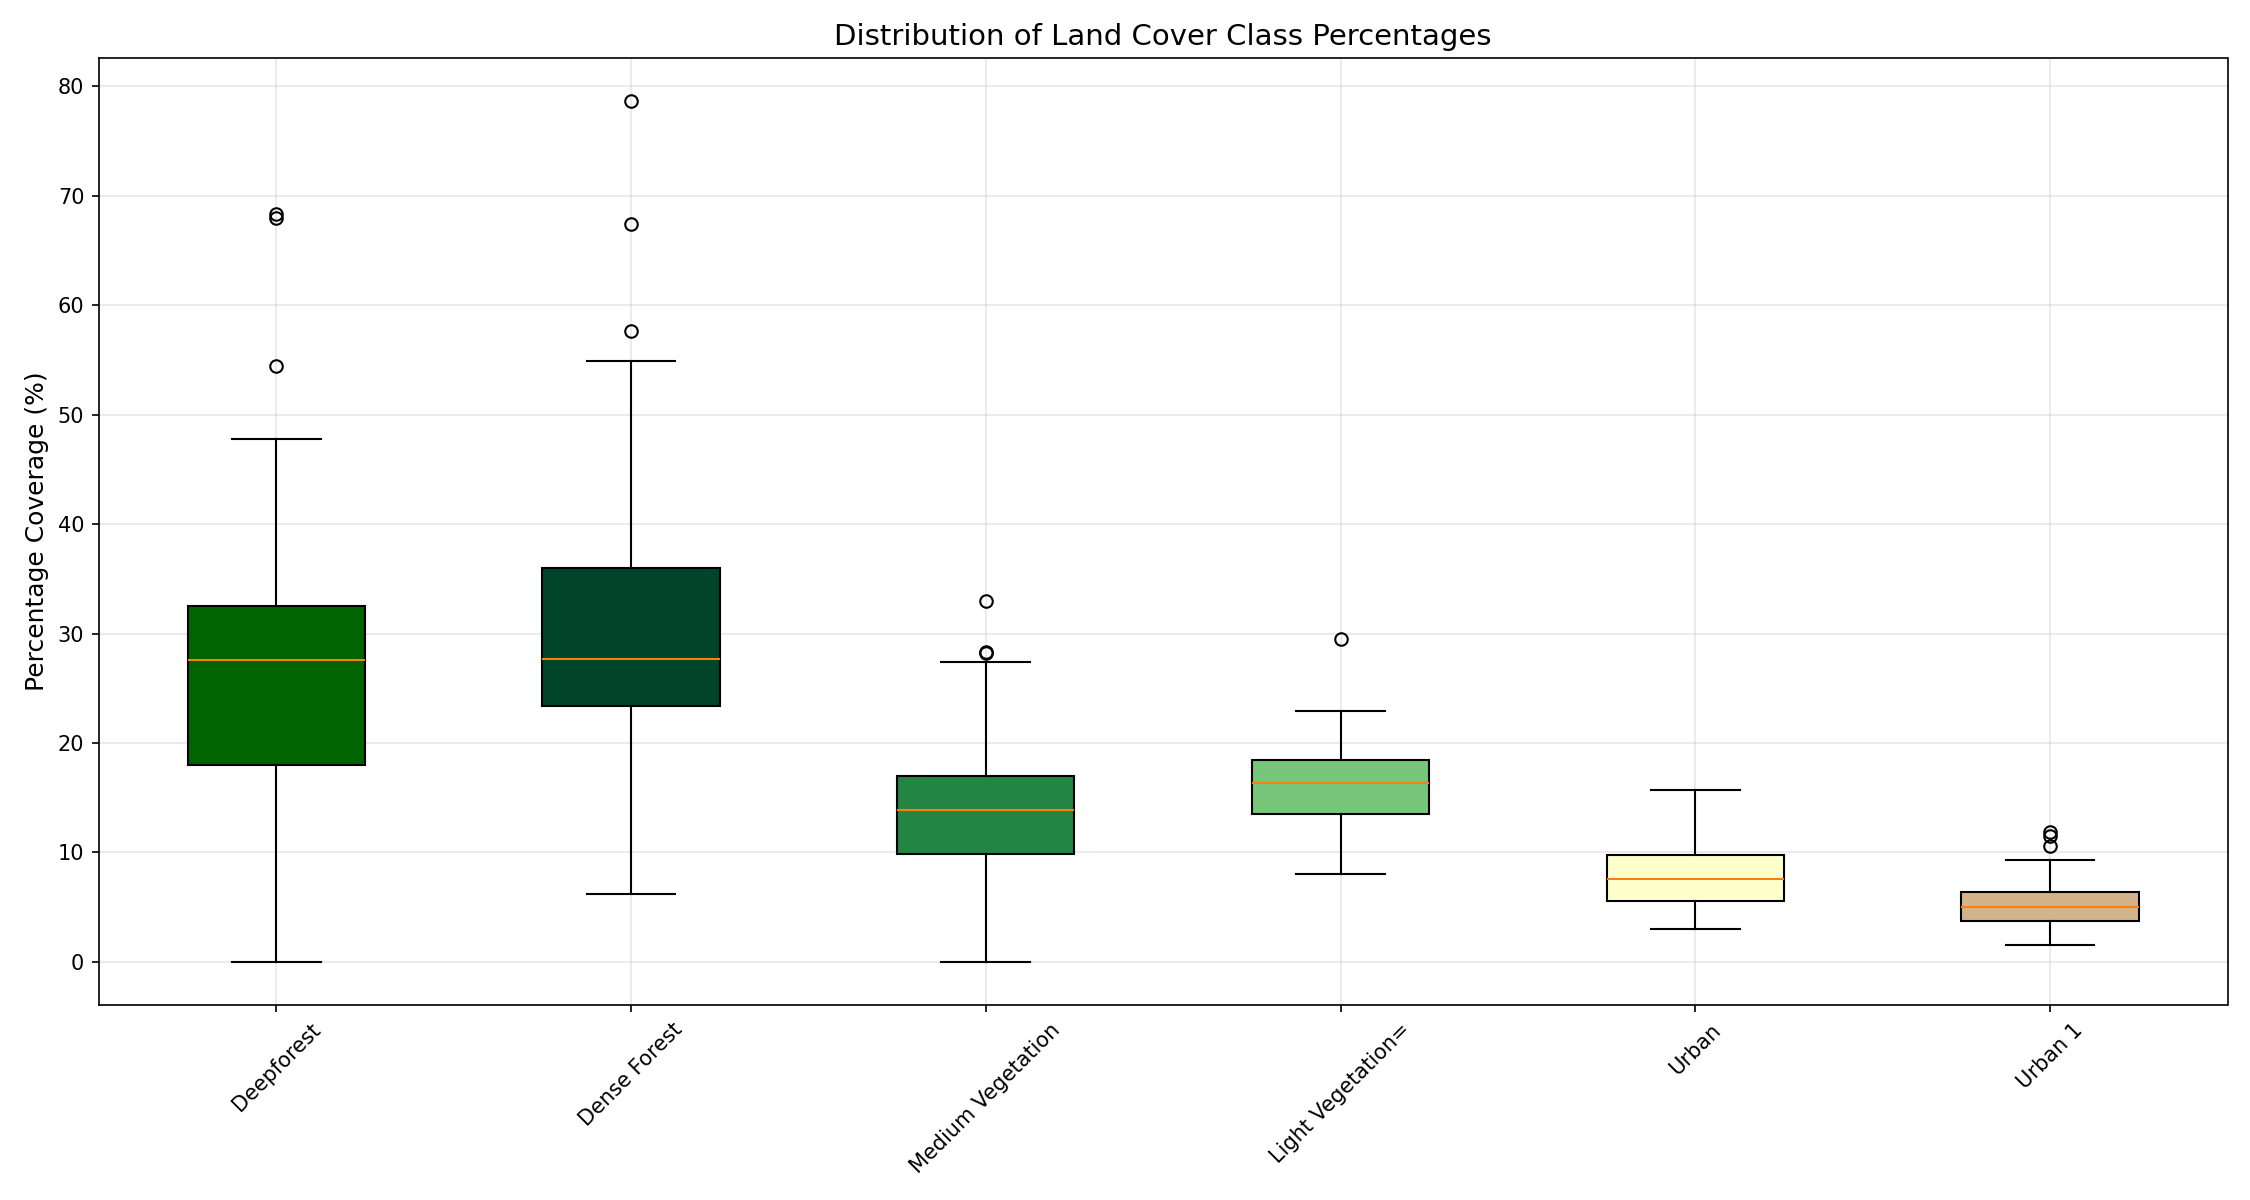 Distribution of Land Cover Class Percentages
Percentage Coverage (%)
80
70
60
50
40
30
20
10
0
Deepforest
Dense Forest
Medium Vegetation
Light Vegetation=
Urban
Urban 1